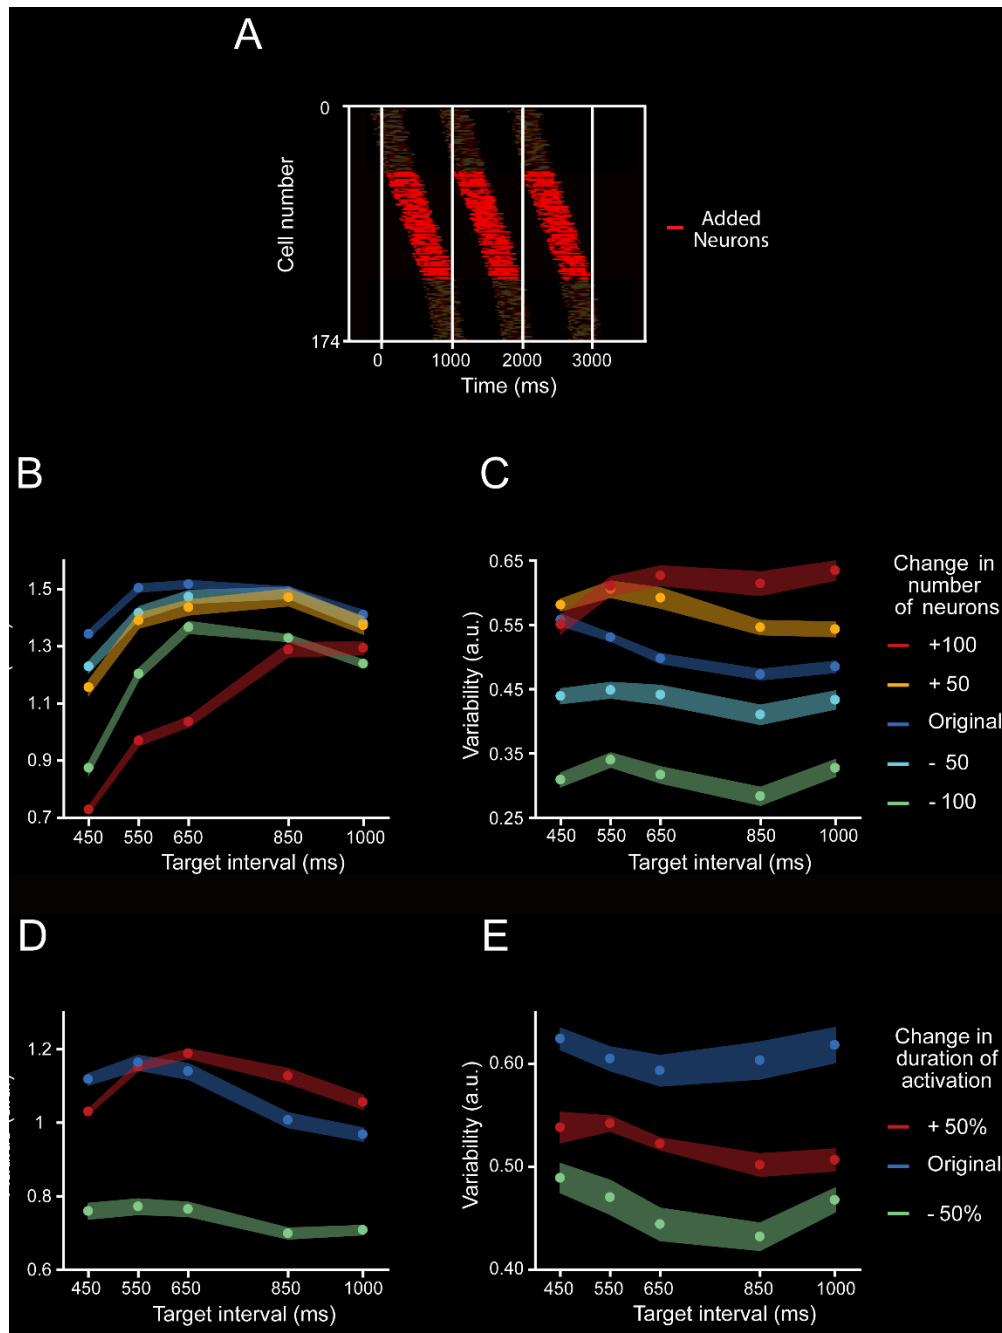 A
0
Cell number
174
0 1000 2000 3000
Time (ms)
Added
Neurons
B
1.5
1.3
1.1
0.9
0.7
450 550 650 850 1000
Target interval (ms)
C
0.65
0.55
0.45
0.35
0.25
Variability (a.u.)
450 550 650 850 1000
Target interval (ms)
Change in
number
of neurons
+100
+ 50
Original
- 50
- 100
D
1.2
1
0.8
0.6
450 550 650 850 1000
Target interval (ms)
E
0.60
0.50
0.40
Variability (a.u.)
450 550 650 850 1000
Target interval (ms)
Change in
duration of
activation
+ 50%
Original
- 50%